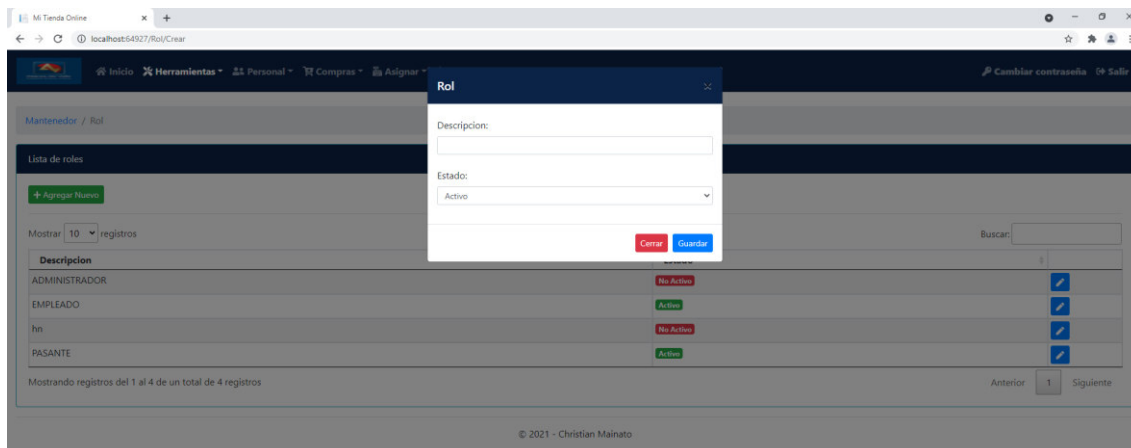 Mi Tienda Online
localhost:64927/Rol/Crear
Inicio Herramientas Personal Compras Asignar Cambiar contraseña Salir
Rol
Mantenedor / Rol
Descripcion:
Lista de roles
Estado:
Activo
+ Agregar Nuevo
Cerrar Guardar
Mostrar 10 registros Buscar:
Descripcion
ADMINISTRADOR No Activo
EMPLEADO Activo
hn No Activo
PASANTE Activo
Mostrando registros del 1 al 4 de un total de 4 registros Anterior 1 Siguiente
© 2021 - Christian Mainato